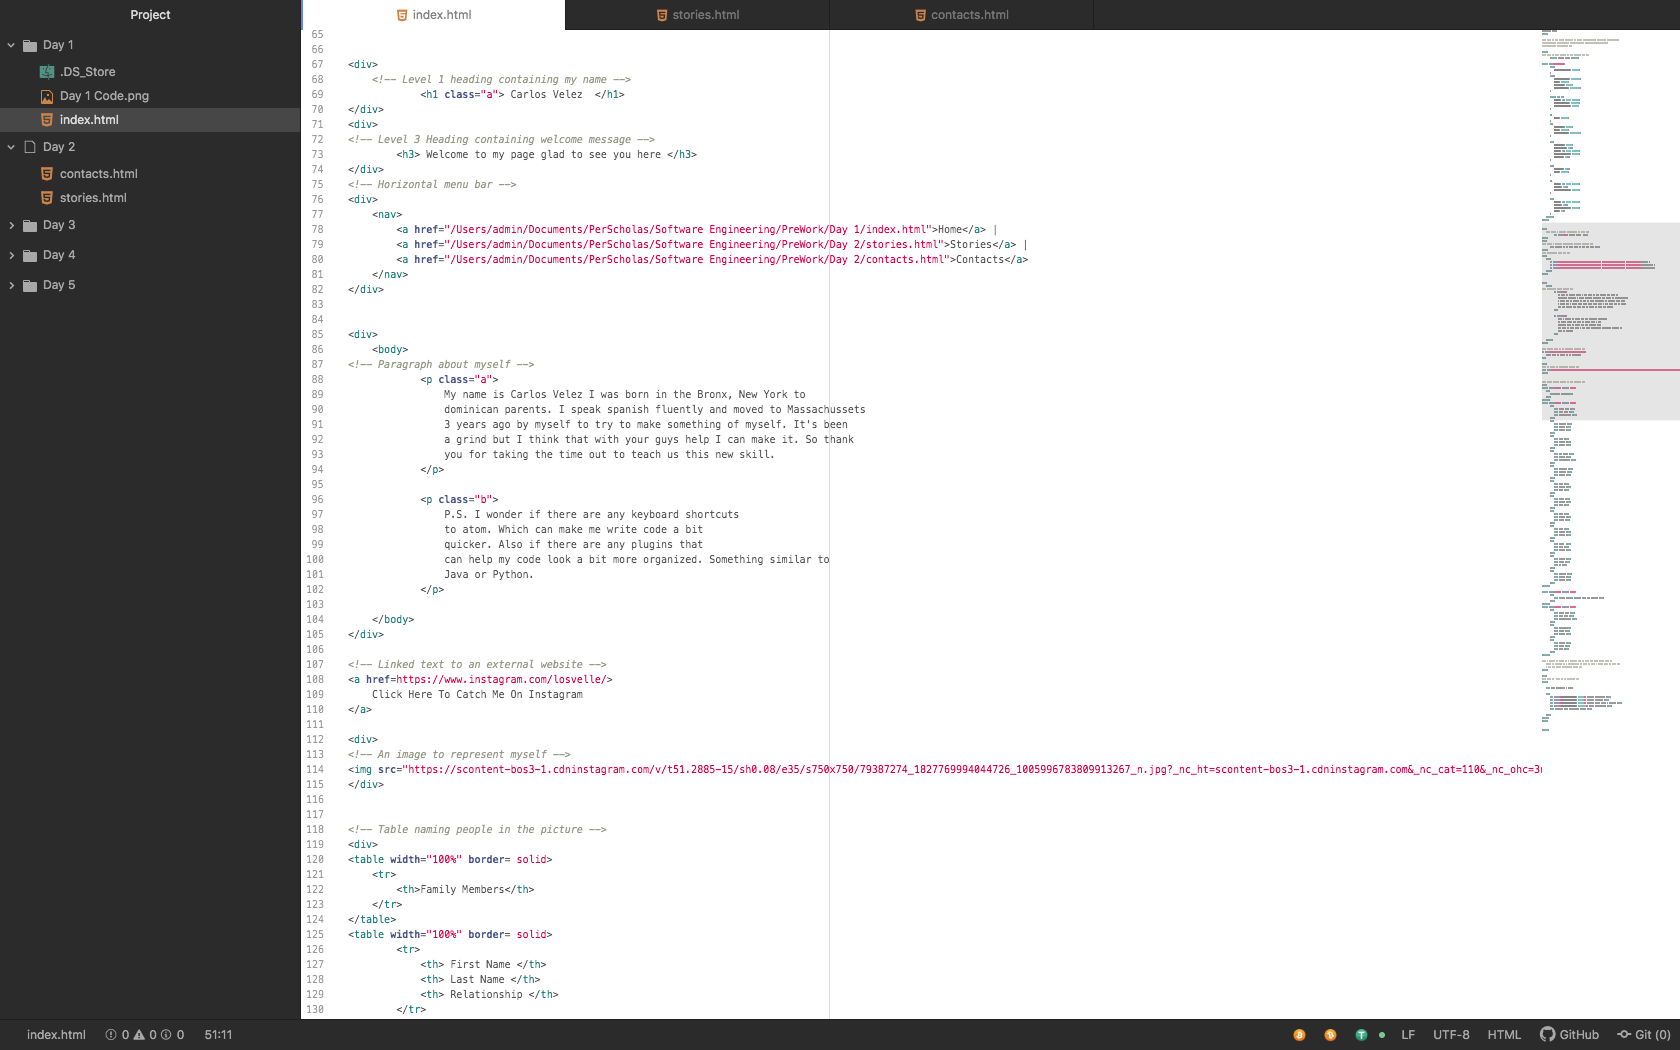 Project
Day 1
.DS_Store
Day 1 Code.png
index.html
Day 2
contacts.html
stories.html
Day 3
Day 4
Day 5
index.html
stories.html
contacts.html
65
66
67 <div>
68 <!-- Level 1 heading containing my name -->
69 <h1 class="a"> Carlos Velez  </h1>
70 </div>
71 <div>
72 <!-- Level 3 Heading containing welcome message -->
73 <h3> Welcome to my page glad to see you here </h3>
74 </div>
75 <!-- Horizontal menu bar -->
76 <div>
77 <nav>
78 <a href="/Users/admin/Documents/PerScholas/Software Engineering/PreWork/Day 1/index.html">Home</a> |
79 <a href="/Users/admin/Documents/PerScholas/Software Engineering/PreWork/Day 2/stories.html">Stories</a> |
80 <a href="/Users/admin/Documents/PerScholas/Software Engineering/PreWork/Day 2/contacts.html">Contacts</a>
81 </nav>
82 </div>
83
84
85 <div>
86 <body>
87 <!-- Paragraph about myself -->
88 <p class="a">
89 My name is Carlos Velez I was born in the Bronx, New York to
90 dominican parents. I speak spanish fluently and moved to Massachussets
91 3 years ago by myself to try to make something of myself. It's been
92 a grind but I think that with your guys help I can make it. So thank
93 you for taking the time out to teach us this new skill.
94 </p>
95
96 <p class="b">
97 P.S. I wonder if there are any keyboard shortcuts
98 to atom. Which can make me write code a bit
99 quicker. Also if there are any plugins that
100 can help my code look a bit more organized. Something similar to
101 Java or Python.
102 </p>
103
104 </body>
105 </div>
106
107 <!-- Linked text to an external website -->
108 <a href=https://www.instagram.com/losvelle/>
109 Click Here To Catch Me On Instagram
110 </a>
111
112 <div>
113 <!-- An image to represent myself -->
114 <img src="https://scontent-bos3-1.cdninstagram.com/v/t51.2885-15/sh0.08/e35/s750x750/79387274_1827769994044726_1005996783809913267_n.jpg?_nc_ht=scontent-bos3-1.cdninstagram.com&_nc_cat=110&_nc_ohc=3
115 </div>
116
117
118 <!-- Table naming people in the picture -->
119 <div>
120 <table width="100%" border= solid>
121 <tr>
122 <th>Family Members</th>
123 </tr>
124 </table>
125 <table width="100%" border= solid>
126 <tr>
127 <th> First Name </th>
128 <th> Last Name </th>
129 <th> Relationship </th>
130 </tr>
index.html 0 0 0 51:11 LF UTF-8 HTML GitHub Git (0)